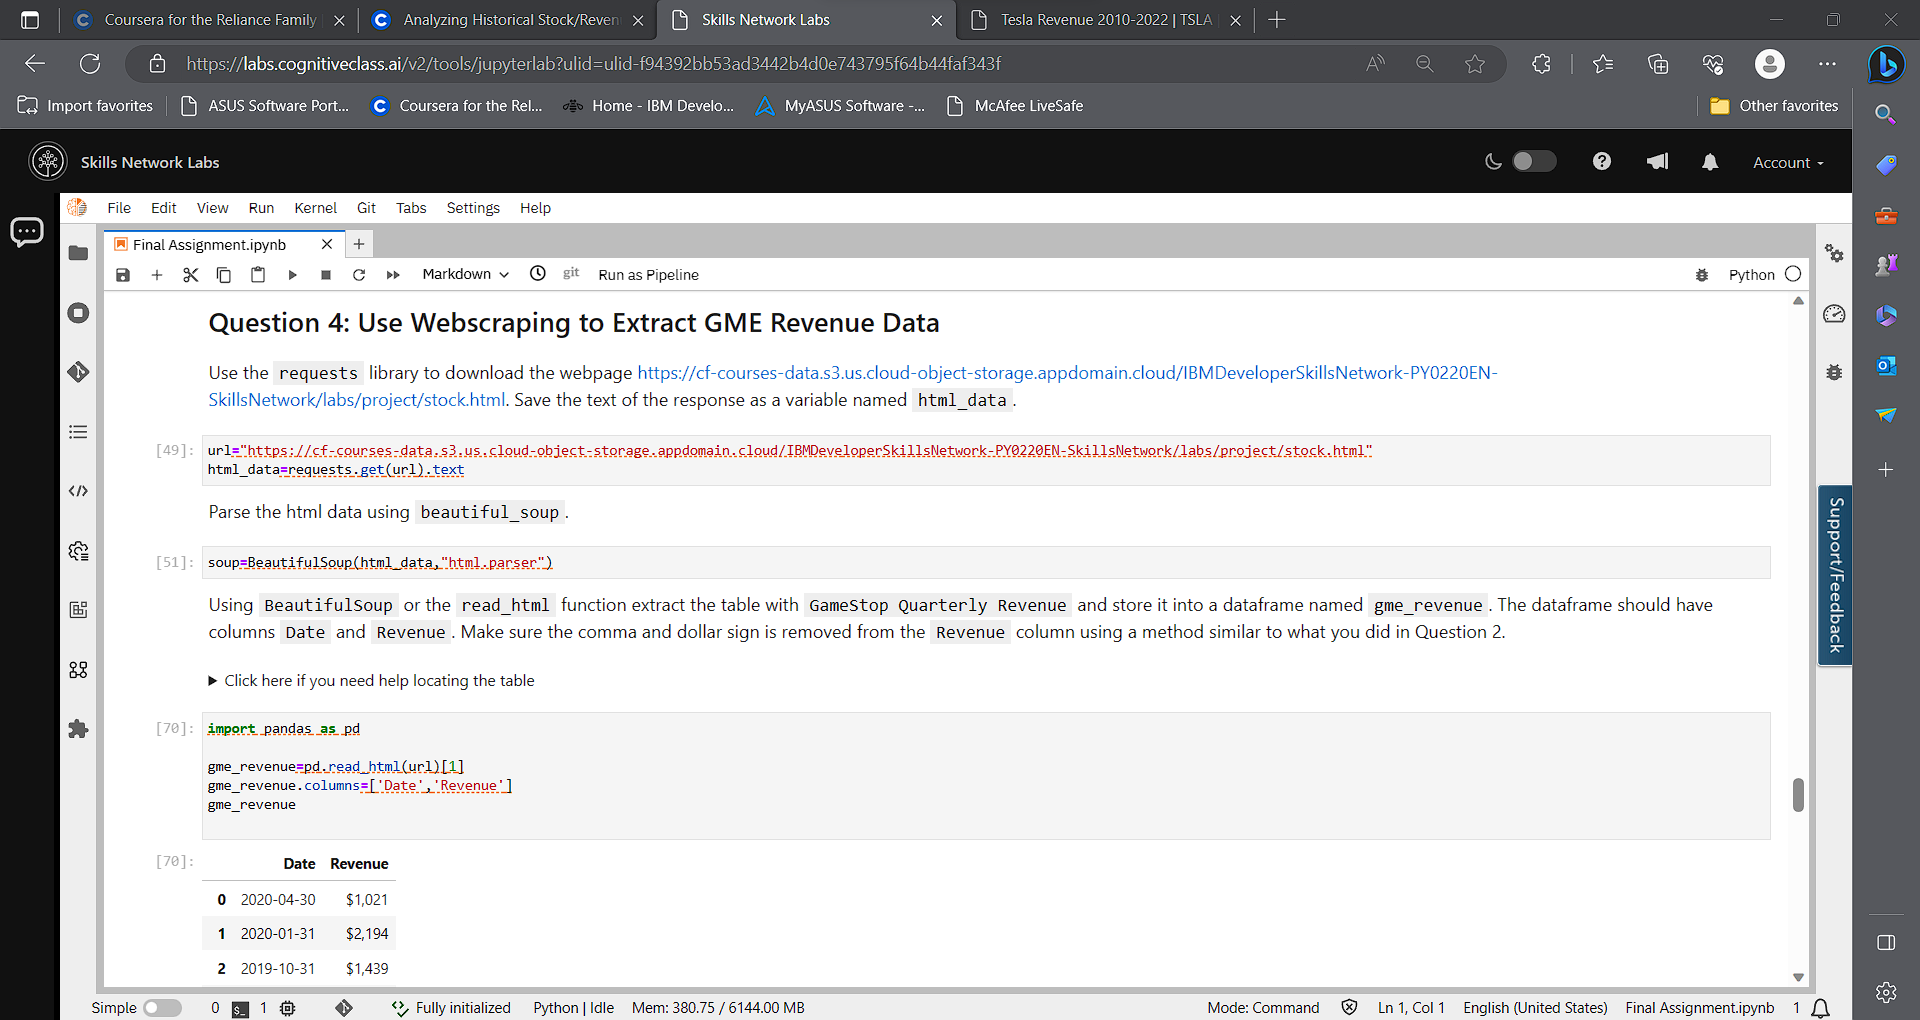 Coursera for the Reliance Family
Analyzing Historical Stock/Reven
Skills Network Labs
Tesla Revenue 2010-2022 | TSLA
https://labs.cognitiveclass.ai/v2/tools/jupyterlab?ulid=ulid-f94392bb53ad3442b4d0e743795f64b44faf343f
Import favorites
ASUS Software Port...
Coursera for the Rel...
Home - IBM Develo...
MyASUS Software -...
McAfee LiveSafe
Other favorites
Skills Network Labs
Account
File Edit View Run Kernel Git Tabs Settings Help
Final Assignment.ipynb
Markdown
git
Run as Pipeline
Python
Question 4: Use Webscraping to Extract GME Revenue Data
Use the requests library to download the webpage https://cf-courses-data.s3.us.cloud-object-storage.appdomain.cloud/IBMDeveloperSkillsNetwork-PY0220EN-
SkillsNetwork/labs/project/stock.html. Save the text of the response as a variable named html_data .
[49]: url="https://cf-courses-data.s3.us.cloud-object-storage.appdomain.cloud/IBMDeveloperSkillsNetwork-PY0220EN-SkillsNetwork/labs/project/stock.html"
html_data=requests.get(url).text
Parse the html data using beautiful_soup .
[51]: soup=BeautifulSoup(html_data,"html.parser")
Using BeautifulSoup or the read_html function extract the table with GameStop Quarterly Revenue and store it into a dataframe named gme_revenue . The dataframe should have
columns Date and Revenue . Make sure the comma and dollar sign is removed from the Revenue column using a method similar to what you did in Question 2.
Click here if you need help locating the table
[70]: import pandas as pd
gme_revenue=pd.read_html(url)[1]
gme_revenue.columns=['Date','Revenue']
gme_revenue
[70]: Date Revenue
0 2020-04-30 $1,021
1 2020-01-31 $2,194
2 2019-10-31 $1,439
Support/Feedback
Simple 0 $_ 1 Fully initialized Python | Idle Mem: 380.75 / 6144.00 MB Mode: Command Ln 1, Col 1 English (United States) Final Assignment.ipynb 1